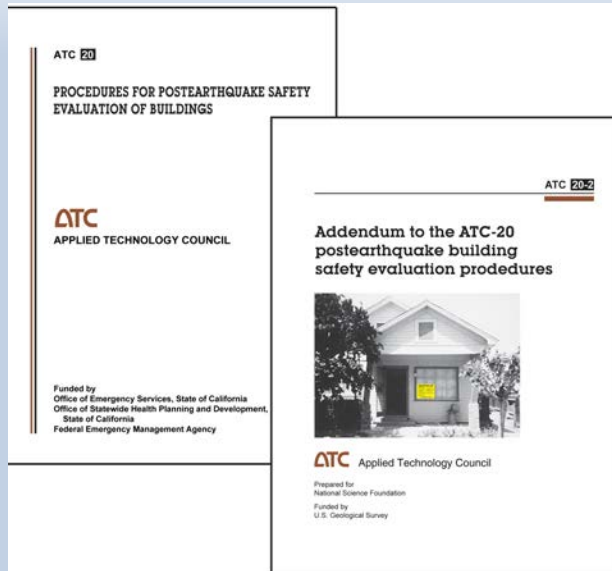 ATC 20
PROCEDURES FOR POSTEARTHQUAKE SAFETY
EVALUATION OF BUILDINGS
ATC
APPLIED TECHNOLOGY COUNCIL
Funded by
Office of Emergency Services, State of California
Office of Statewide Health Planning and Development,
State of California
Federal Emergency Management Agency
ATC 20-2
Addendum to the ATC-20
postearthquake building
safety evaluation prodedures
ATC Applied Technology Council
Prepared for
National Science Foundation
Funded by
U.S. Geological Survey